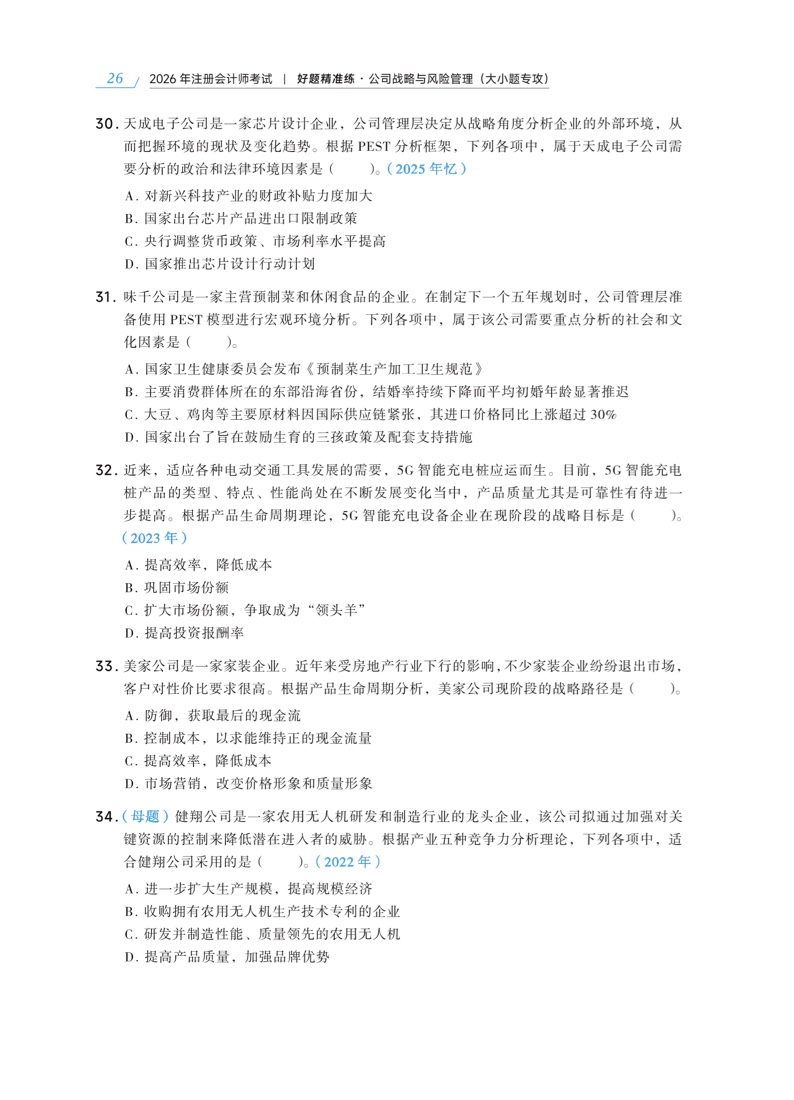 26 2026 年注册会计师考试 | 好题精准练·公司战略与风险管理（大小题专攻）
30. 天成电子公司是一家芯片设计企业，公司管理层决定从战略角度分析企业的外部环境，从
而把握环境的现状及变化趋势。根据 PEST 分析框架，下列各项中，属于天成电子公司需
要分析的政治和法律环境因素是（　　）。（2025 年忆）
A. 对新兴科技产业的财政补贴力度加大
B. 国家出台芯片产品进出口限制政策
C. 央行调整货币政策、市场利率水平提高
D. 国家推出芯片设计行动计划
31. 味千公司是一家主营预制菜和休闲食品的企业。在制定下一个五年规划时，公司管理层准
备使用 PEST 模型进行宏观环境分析。下列各项中，属于该公司需要重点分析的社会和文
化因素是（　　）。
A. 国家卫生健康委员会发布《预制菜生产加工卫生规范》
B. 主要消费群体所在的东部沿海省份，结婚率持续下降而平均初婚年龄显著推迟
C. 大豆、鸡肉等主要原材料因国际供应链紧张，其进口价格同比上涨超过 30%
D. 国家出台了旨在鼓励生育的三孩政策及配套支持措施
32. 近来，适应各种电动交通工具发展的需要，5G 智能充电桩应运而生。目前，5G 智能充电
桩产品的类型、特点、性能尚处在不断发展变化当中，产品质量尤其是可靠性有待进一
步提高。根据产品生命周期理论，5G 智能充电设备企业在现阶段的战略目标是（　　）。
（2023 年）
A. 提高效率，降低成本
B. 巩固市场份额
C. 扩大市场份额，争取成为“领头羊”
D. 提高投资报酬率
33. 美家公司是一家家装企业。近年来受房地产行业下行的影响，不少家装企业纷纷退出市场，
客户对性价比要求很高。根据产品生命周期分析，美家公司现阶段的战略路径是（　　）。
A. 防御，获取最后的现金流
B. 控制成本，以求能维持正的现金流量
C. 提高效率，降低成本
D. 市场营销，改变价格形象和质量形象
34.（母题）健翔公司是一家农用无人机研发和制造行业的龙头企业，该公司拟通过加强对关
键资源的控制来降低潜在进入者的威胁。根据产业五种竞争力分析理论，下列各项中，适
合健翔公司采用的是（　　）。（2022 年）
A. 进一步扩大生产规模，提高规模经济
B. 收购拥有农用无人机生产技术专利的企业
C. 研发并制造性能、质量领先的农用无人机
D. 提高产品质量，加强品牌优势